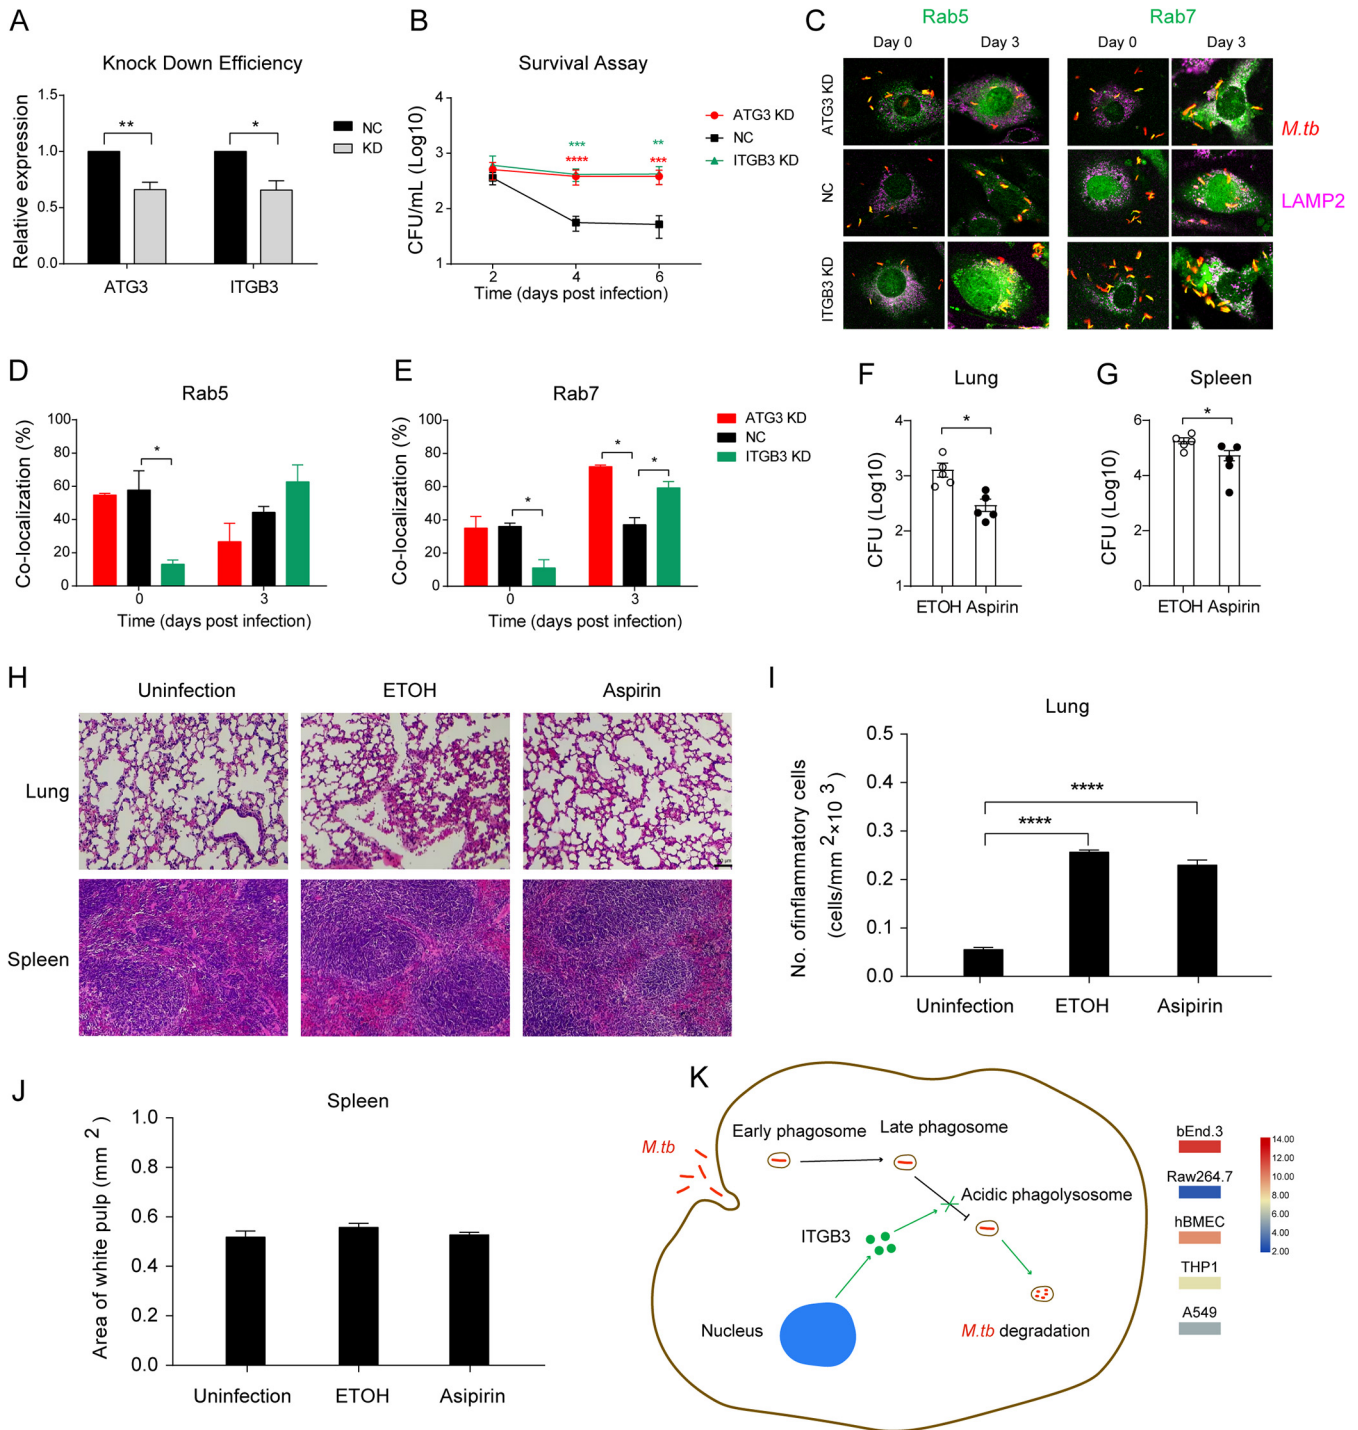 A
Knock Down Efficiency
Relative expression
1.5
1.0
0.5
0.0
**
*
NC
KD
ATG3
ITGB3
B
Survival Assay
CFU/mL (Log10)
4
3
2
1
***
****
**
***
ATG3 KD
NC
ITGB3 KD
2
4
6
Time (days post infection)
C
Rab5
Rab7
Day 0
Day 3
Day 0
Day 3
ATG3 KD
NC
ITGB3 KD
M.tb
LAMP2
D
Rab5
Co-localization (%)
100
80
60
40
20
0
*
0
3
Time (days post infection)
E
Rab7
Co-localization (%)
100
80
60
40
20
0
*
*
*
0
3
Time (days post infection)
ATG3 KD
NC
ITGB3 KD
F
Lung
CFU (Log10)
4
3
2
1
*
ETOH Aspirin
G
Spleen
CFU (Log10)
6
4
2
0
*
ETOH Aspirin
H
Uninfection
ETOH
Aspirin
Lung
Spleen
I
Lung
No. ofinflammatory cells
(cells/mm 2×10 3)
0.5
0.4
0.3
0.2
0.1
0.0
****
****
Uninfection
ETOH
Asipirin
J
Spleen
Area of white pulp (mm 2 )
1.0
0.8
0.6
0.4
0.2
0.0
Uninfection
ETOH
Asipirin
K
M.tb
Early phagosome
Late phagosome
Acidic phagolysosome
ITGB3
Nucleus
M.tb degradation
bEnd.3
Raw264.7
hBMEC
THP1
A549
14.00
12.00
10.00
8.00
6.00
4.00
2.00